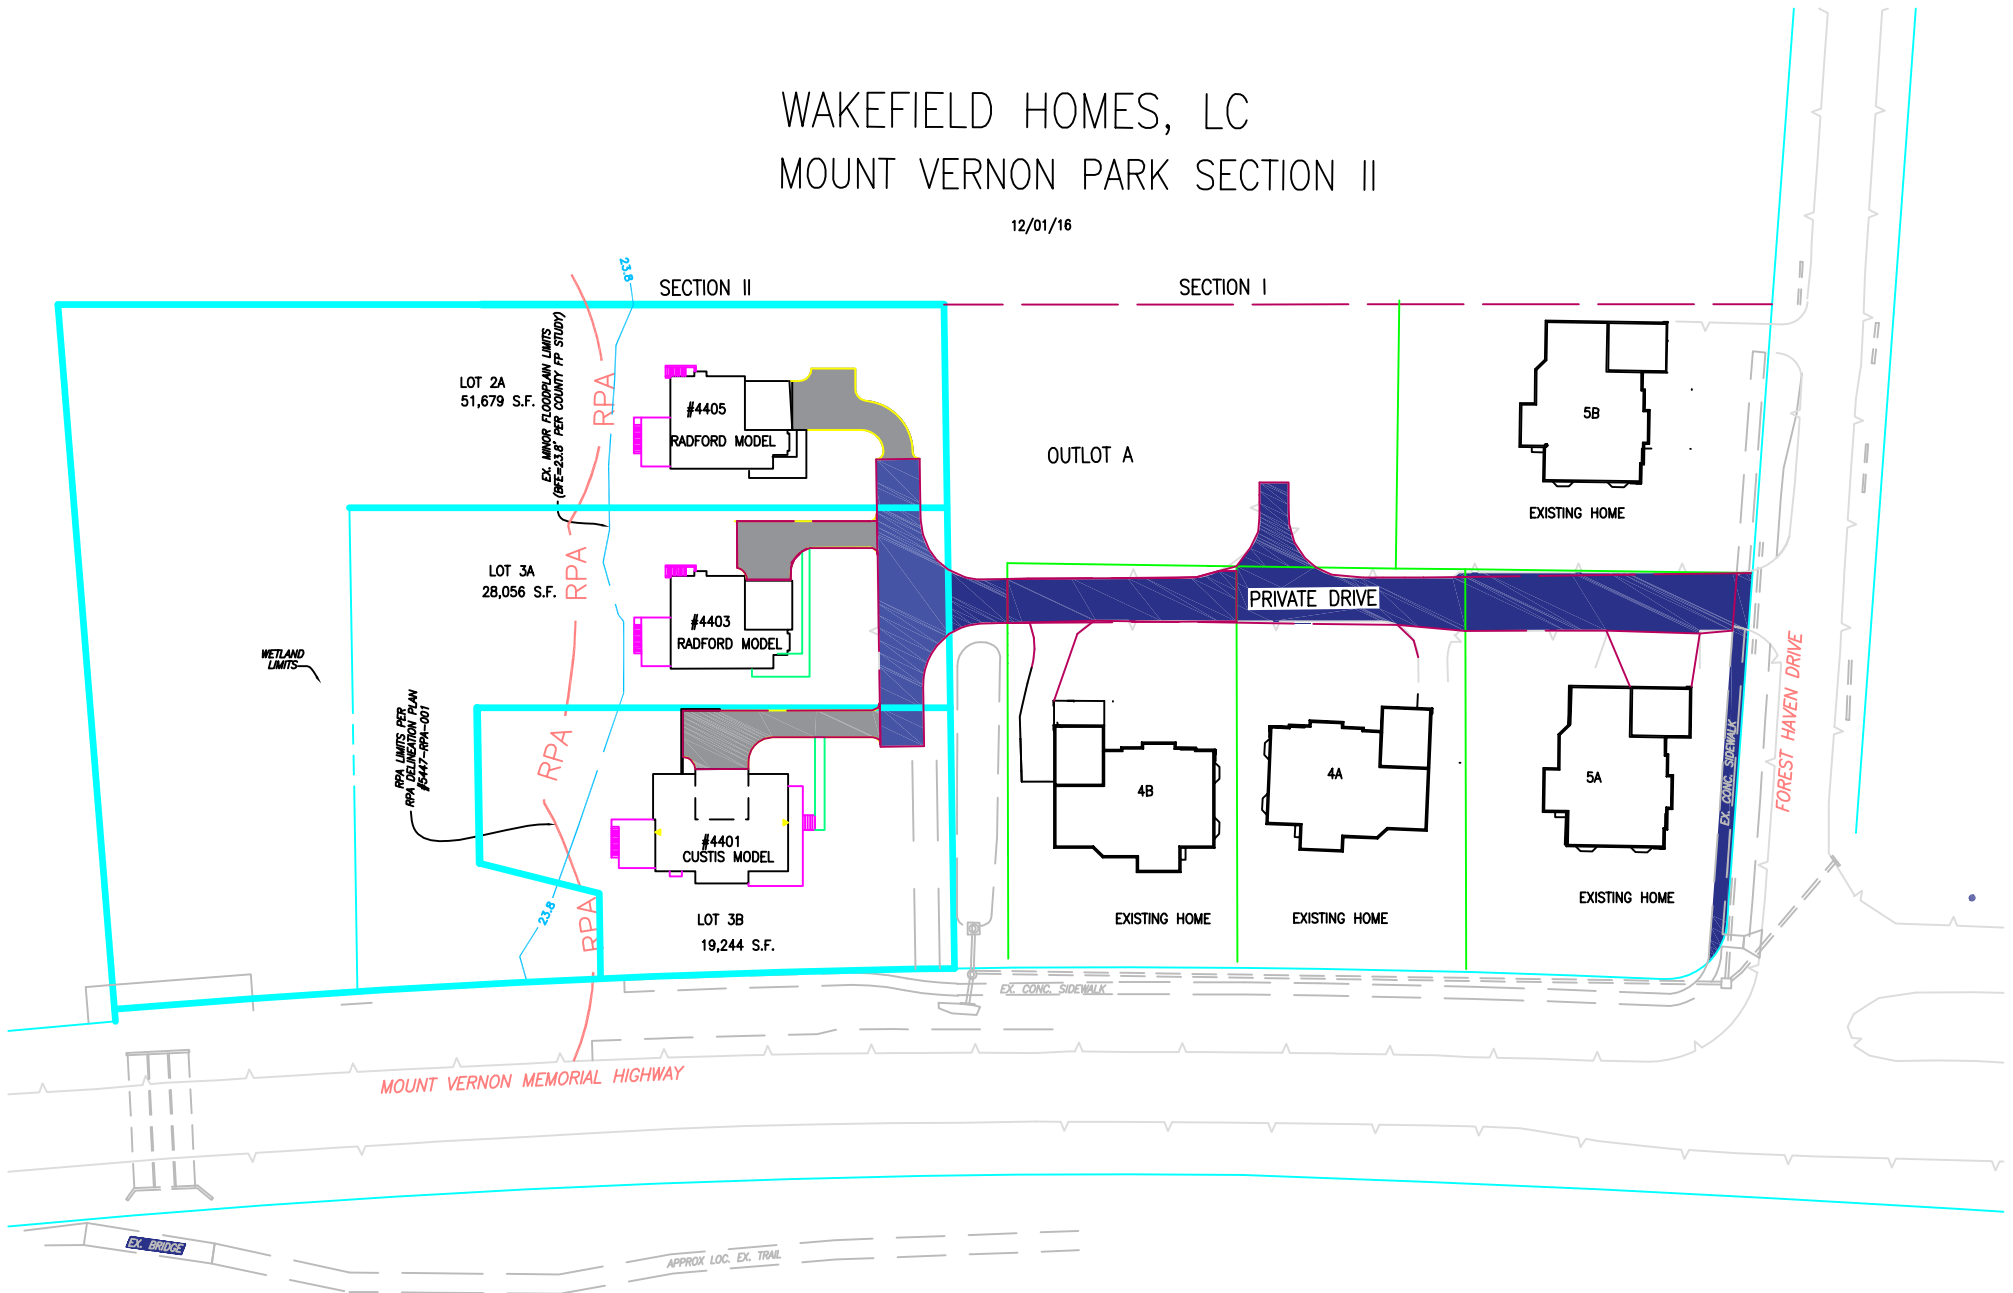 WAKEFIELD HOMES, LC
MOUNT VERNON PARK SECTION II
12/01/16
SECTION II
SECTION I
23.8
EX. MINOR FLOODPLAIN LIMITS
(BFE=23.8' PER COUNTY FP STUDY)
LOT 2A
51,679 S.F.
RPA
#4405
RADFORD MODEL
OUTLOT A
5B
EXISTING HOME
LOT 3A
28,056 S.F.
RPA
#4403
RADFORD MODEL
PRIVATE DRIVE
WETLAND
LIMITS
RPA LIMITS PER
RPA DELINEATION PLAN
#5447-RPA-001
RPA
#4401
CUSTIS MODEL
4B
4A
5A
EX. CONC. SIDEWALK
FOREST HAVEN DRIVE
23.8
RPA
LOT 3B
19,244 S.F.
EXISTING HOME
EXISTING HOME
EXISTING HOME
EX. CONC. SIDEWALK
MOUNT VERNON MEMORIAL HIGHWAY
EX. BRIDGE
APPROX LOC. EX. TRAIL